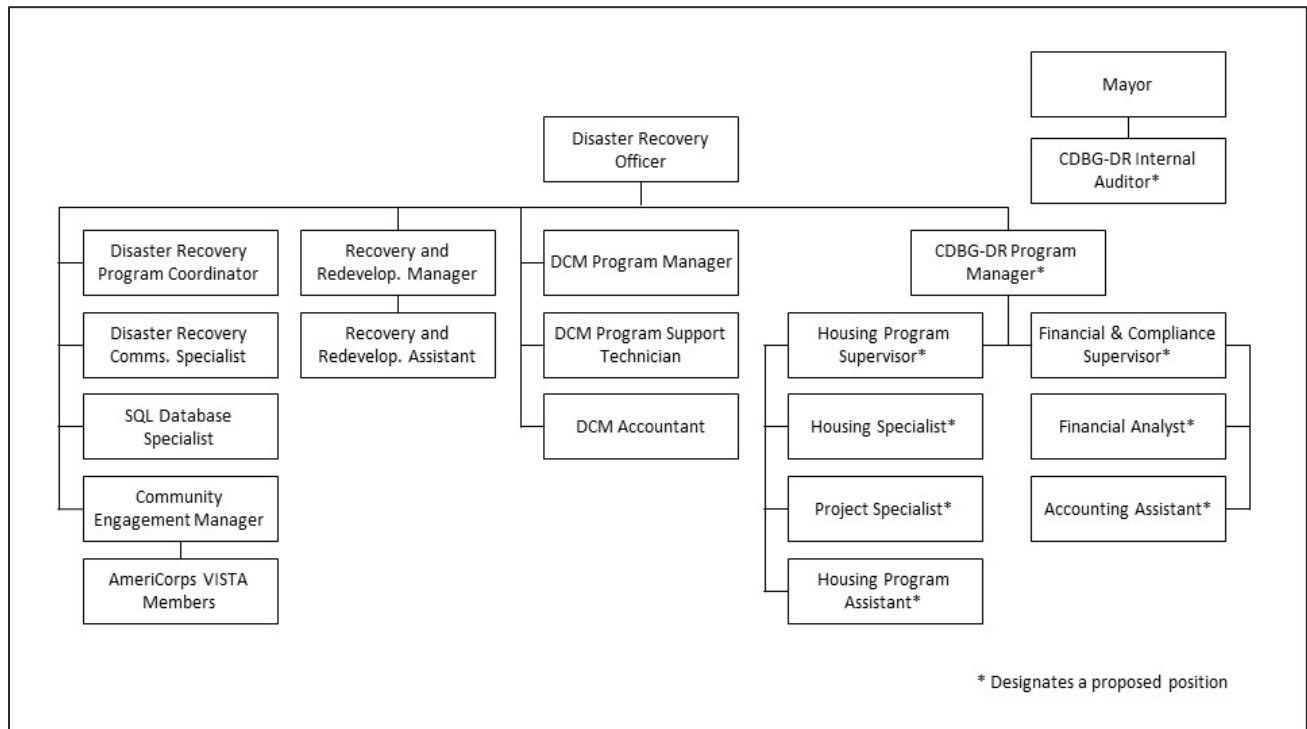 Mayor
CDBG-DR Internal
Auditor*
Disaster Recovery
Officer
Disaster Recovery
Program Coordinator
Disaster Recovery
Comms. Specialist
SQL Database
Specialist
Community
Engagement Manager
AmeriCorps VISTA
Members
Recovery and
Redevelop. Manager
Recovery and
Redevelop. Assistant
DCM Program Manager
DCM Program Support
Technician
DCM Accountant
CDBG-DR Program
Manager*
Housing Program
Supervisor*
Housing Specialist*
Project Specialist*
Housing Program
Assistant*
Financial & Compliance
Supervisor*
Financial Analyst*
Accounting Assistant*
* Designates a proposed position